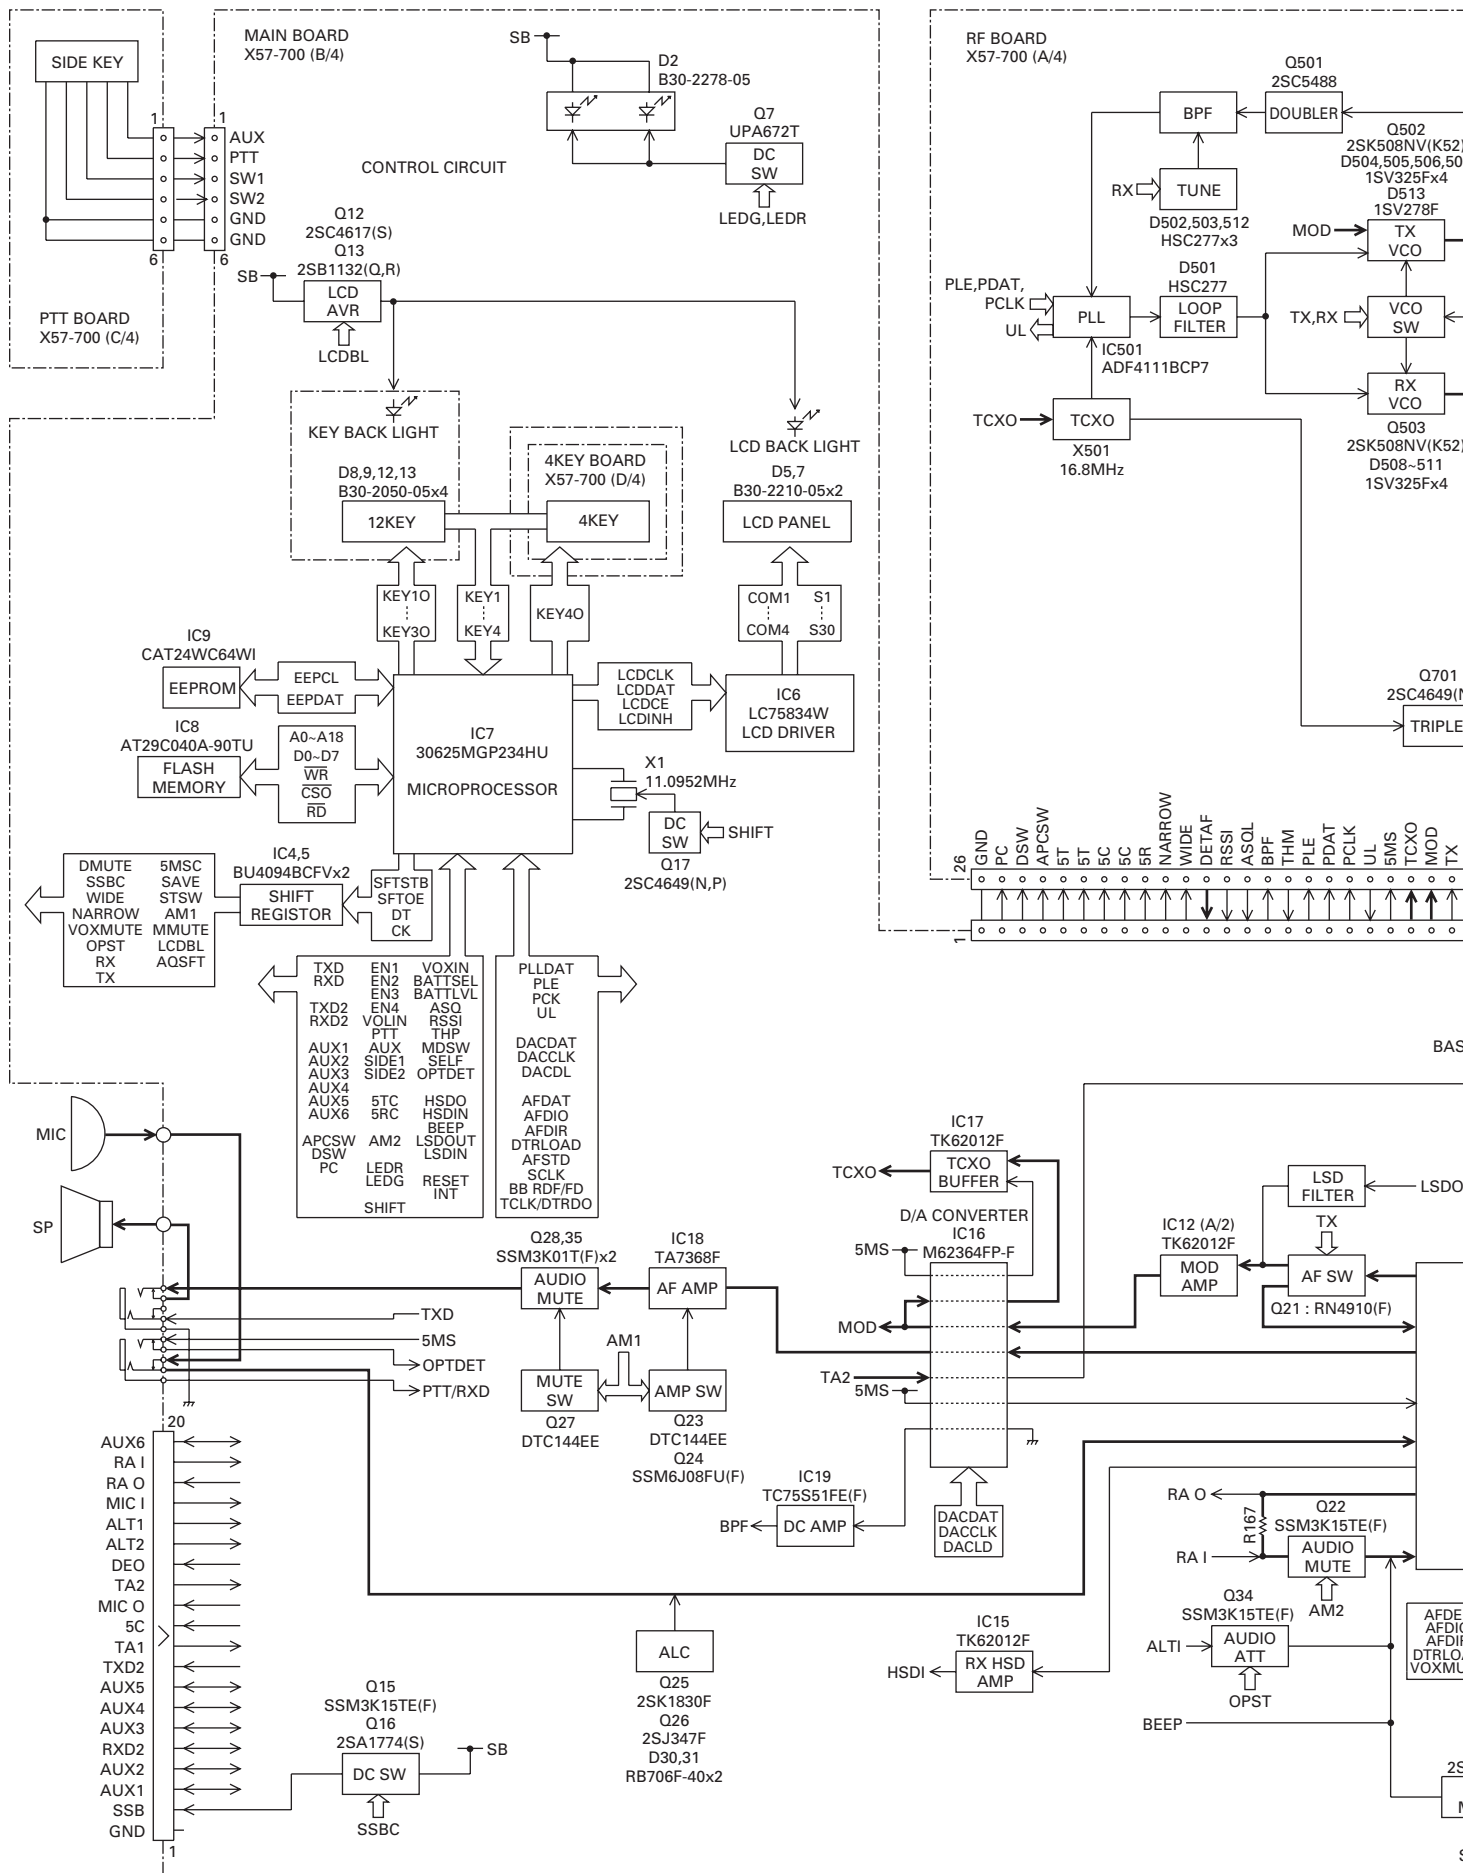 MAIN BOARD
X57-700 (B/4)
SIDE KEY
1
1
AUX
PTT
SW1
SW2
GND
GND
6
6
PTT BOARD
X57-700 (C/4)
SB
D2
B30-2278-05
Q7
UPA672T
DC
SW
LEDG,LEDR
CONTROL CIRCUIT
Q12
2SC4617(S)
Q13
2SB1132(Q,R)
SB
LCD
AVR
LCDBL
KEY BACK LIGHT
D8,9,12,13
B30-2050-05x4
12KEY
4KEY BOARD
X57-700 (D/4)
4KEY
LCD BACK LIGHT
D5,7
B30-2210-05x2
LCD PANEL
KEY1O
KEY3O
KEY1
KEY4
KEY4O
COM1 S1
COM4 S30
IC9
CAT24WC64WI
EEPROM
EEPCL
EEPDAT
IC8
AT29C040A-90TU
FLASH
MEMORY
A0~A18
D0~D7
WR
CSO
RD
IC7
30625MGP234HU
MICROPROCESSOR
LCDCLK
LCDDAT
LCDCE
LCDINH
IC6
LC75834W
LCD DRIVER
X1
11.0952MHz
DC
SW
SHIFT
Q17
2SC4649(N,P)
DMUTE 5MSC
SSBC SAVE
WIDE STSW
NARROW AM1
VOXMUTE MMUTE
OPST LCDBL
RX AQSFT
TX
IC4,5
BU4094BCFVx2
SHIFT
REGISTOR
SFTSTB
SFTOE
DT
CK
TXD EN1 VOXIN
RXD EN2 BATTSEL
EN3 BATTLVL
TXD2 EN4 ASQ
RXD2 VOLIN RSSI
PTT THP
AUX1 AUX MDSW
AUX2 SIDE1 SELF
AUX3 SIDE2 OPTDET
AUX4
AUX5 5TC HSDO
AUX6 5RC HSDIN
BEEP
APCSW AM2 LSDOUT
DSW LSDIN
PC LEDR
LEDG RESET
INT
SHIFT
PLLDAT
PLE
PCK
UL
DACDAT
DACCLK
DACDL
AFDAT
AFDIO
AFDIR
DTRLOAD
AFSTD
SCLK
BB RDF/FD
TCLK/DTRDO
RF BOARD
X57-700 (A/4)
Q501
2SC5488
BPF
DOUBLER
RX
TUNE
D502,503,512
HSC277x3
Q502
2SK508NV(K52)
D504,505,506,50
1SV325Fx4
D513
1SV278F
MOD
TX
VCO
PLE,PDAT,
PCLK
UL
PLL
IC501
ADF4111BCP7
D501
HSC277
LOOP
FILTER
TX,RX
VCO
SW
RX
VCO
Q503
2SK508NV(K52)
D508~511
1SV325Fx4
TCXO
TCXO
X501
16.8MHz
Q701
2SC4649(N
TRIPLE
26
GND
PC
DSW
APCSW
5T
5T
5C
5C
5R
NARROW
WIDE
DETAF
RSSI
ASQL
BPF
THM
PLE
PDAT
PCLK
UL
5MS
TCXO
MOD
TX
1
BAS
MIC
SP
TXD
5MS
OPTDET
PTT/RXD
Q28,35
SSM3K01T(F)x2
AUDIO
MUTE
IC18
TA7368F
AF AMP
AM1
MUTE
SW
Q27
DTC144EE
AMP SW
Q23
DTC144EE
Q24
SSM6J08FU(F)
IC17
TK62012F
TCXO
TCXO
BUFFER
D/A CONVERTER
IC16
M62364FP-F
5MS
MOD
TA2
5MS
IC19
TC75S51FE(F)
BPF
DC AMP
DACDAT
DACCLK
DACLD
LSD
FILTER
LSDO
TX
IC12 (A/2)
TK62012F
MOD
AMP
AF SW
Q21 : RN4910(F)
RA O
R167
Q22
SSM3K15TE(F)
RA I
AUDIO
MUTE
AM2
Q34
SSM3K15TE(F)
ALTI
AUDIO
ATT
OPST
BEEP
IC15
TK62012F
HSDI
RX HSD
AMP
AFDE
AFDIO
AFDIF
DTRLOA
VOXMU
2S
ALC
Q25
2SK1830F
Q26
2SJ347F
D30,31
RB706F-40x2
20
AUX6
RA I
RA O
MIC I
ALT1
ALT2
DEO
TA2
MIC O
5C
TA1
TXD2
AUX5
AUX4
AUX3
RXD2
AUX2
AUX1
SSB
GND
1
Q15
SSM3K15TE(F)
Q16
2SA1774(S)
DC SW
SB
SSBC